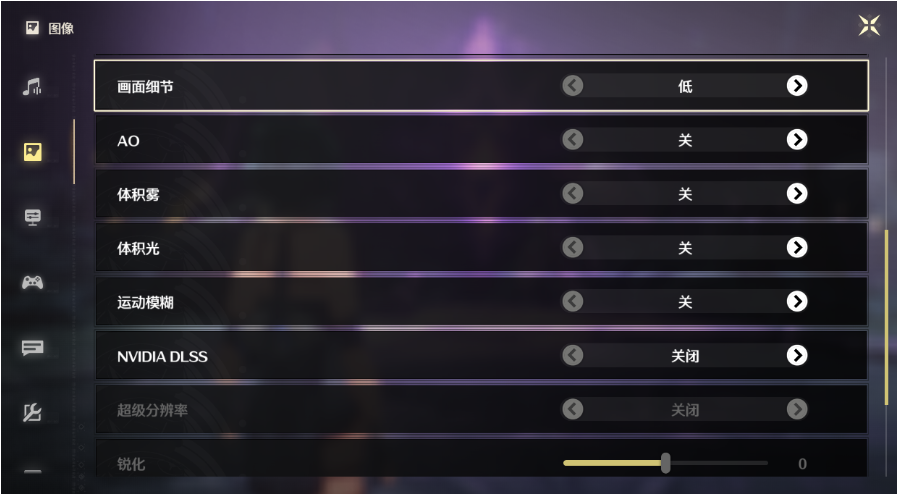 图像
画面细节 低
AO 关
体积雾 关
体积光 关
运动模糊 关
NVIDIA DLSS 关闭
超级分辨率 关闭
锐化 0